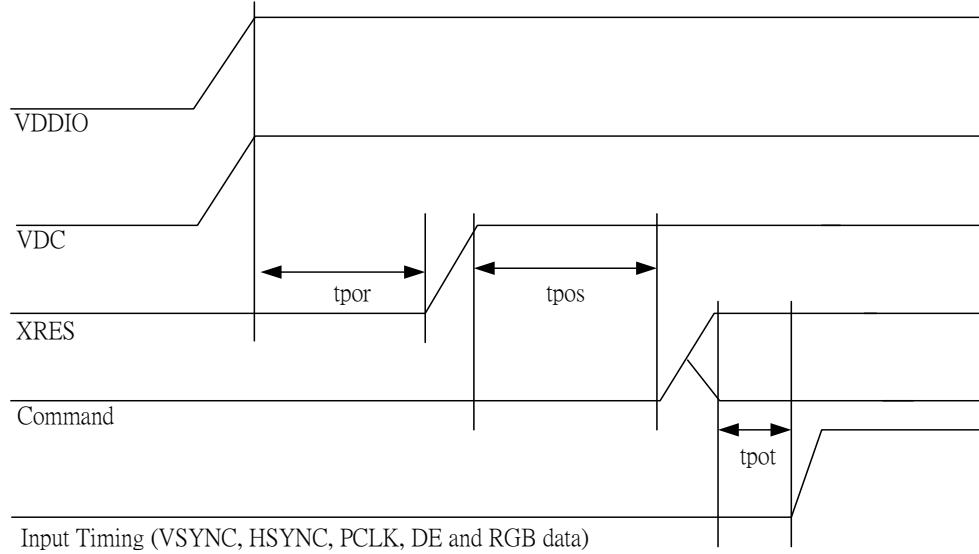 VDDIO
VDC
tpor
tpos
XRES
Command
tpot
Input Timing (VSYNC, HSYNC, PCLK, DE and RGB data)